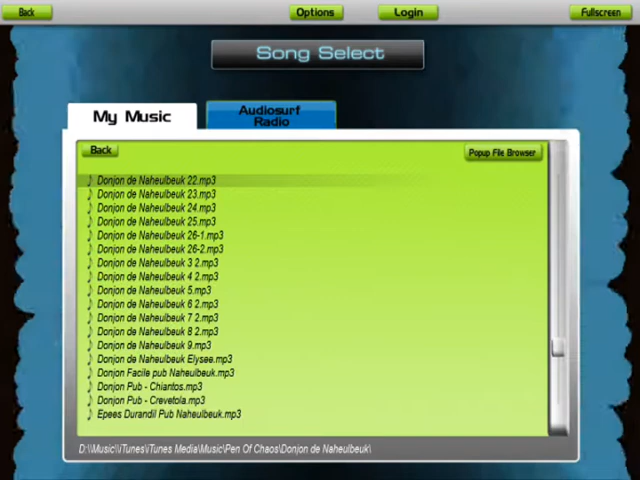 Back
Options
Login
Fullscreen
Song Select
My Music
Audiosurf
Radio
Back
Popup File Browser
Donjon de Naheulbeuk 22.mp3
Donjon de Naheulbeuk 23.mp3
Donjon de Naheulbeuk 24.mp3
Donjon de Naheulbeuk 25.mp3
Donjon de Naheulbeuk 26-1.mp3
Donjon de Naheulbeuk 26-2.mp3
Donjon de Naheulbeuk 3 2.mp3
Donjon de Naheulbeuk 4 2.mp3
Donjon de Naheulbeuk 5.mp3
Donjon de Naheulbeuk 6 2.mp3
Donjon de Naheulbeuk 7 2.mp3
Donjon de Naheulbeuk 8 2.mp3
Donjon de Naheulbeuk 9.mp3
Donjon de Naheulbeuk Elysee.mp3
Donjon Facile pub Naheulbeuk.mp3
Donjon Pub - Chiantos.mp3
Donjon Pub - Crevetola.mp3
Epees Durandil Pub Naheulbeuk.mp3
D:\\Music\\iTunes\iTunes Media\Music\Pen Of Chaos\Donjon de Naheulbeuk\